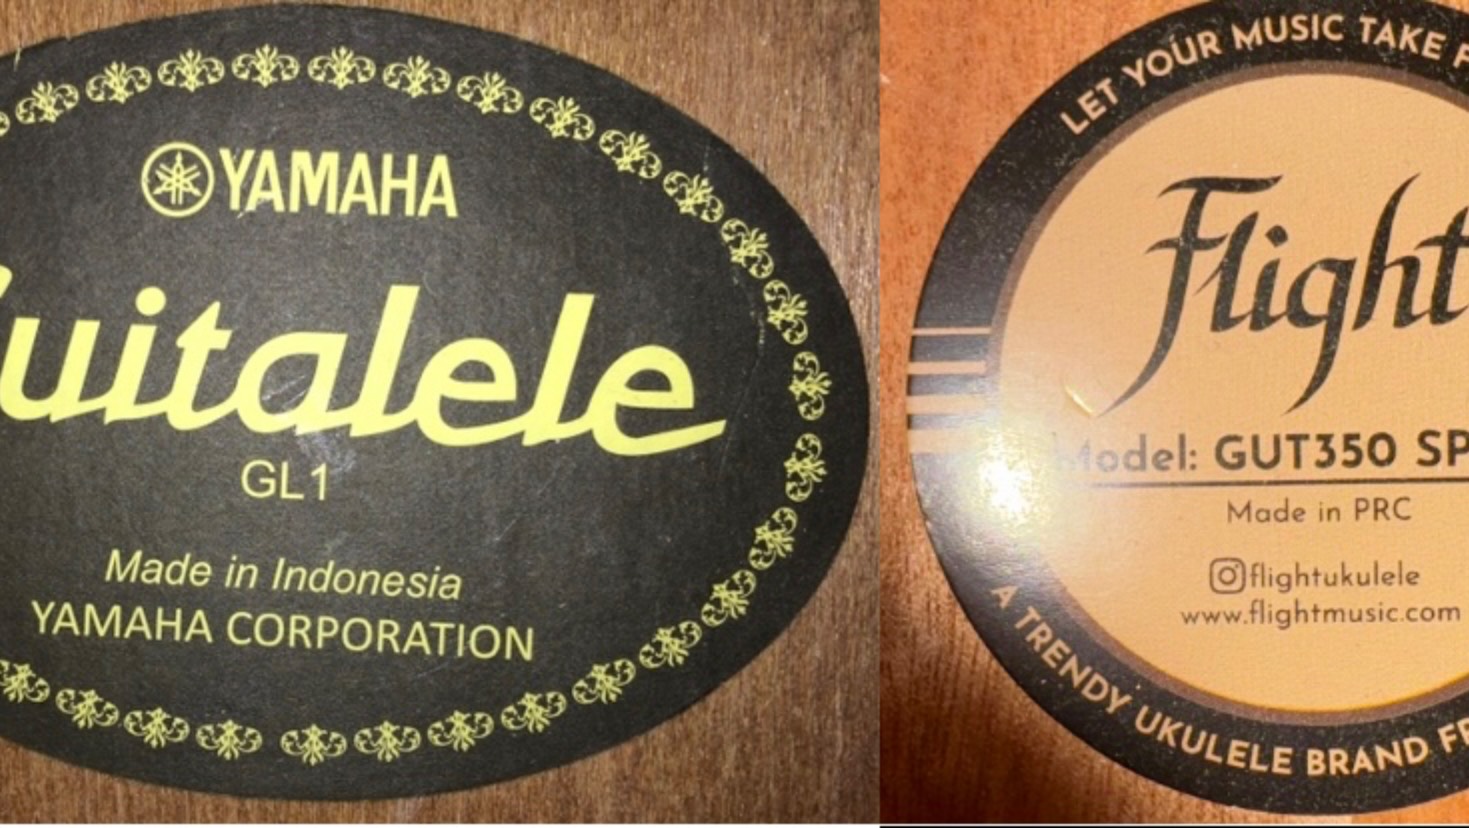 YAMAHA
uitalele
GL1
Made in Indonesia
YAMAHA CORPORATION
LET YOUR MUSIC TAKE F
Flight
Model: GUT350 SP
Made in PRC
flightukulele
www.flightmusic.com
A TRENDY UKULELE BRAND FR